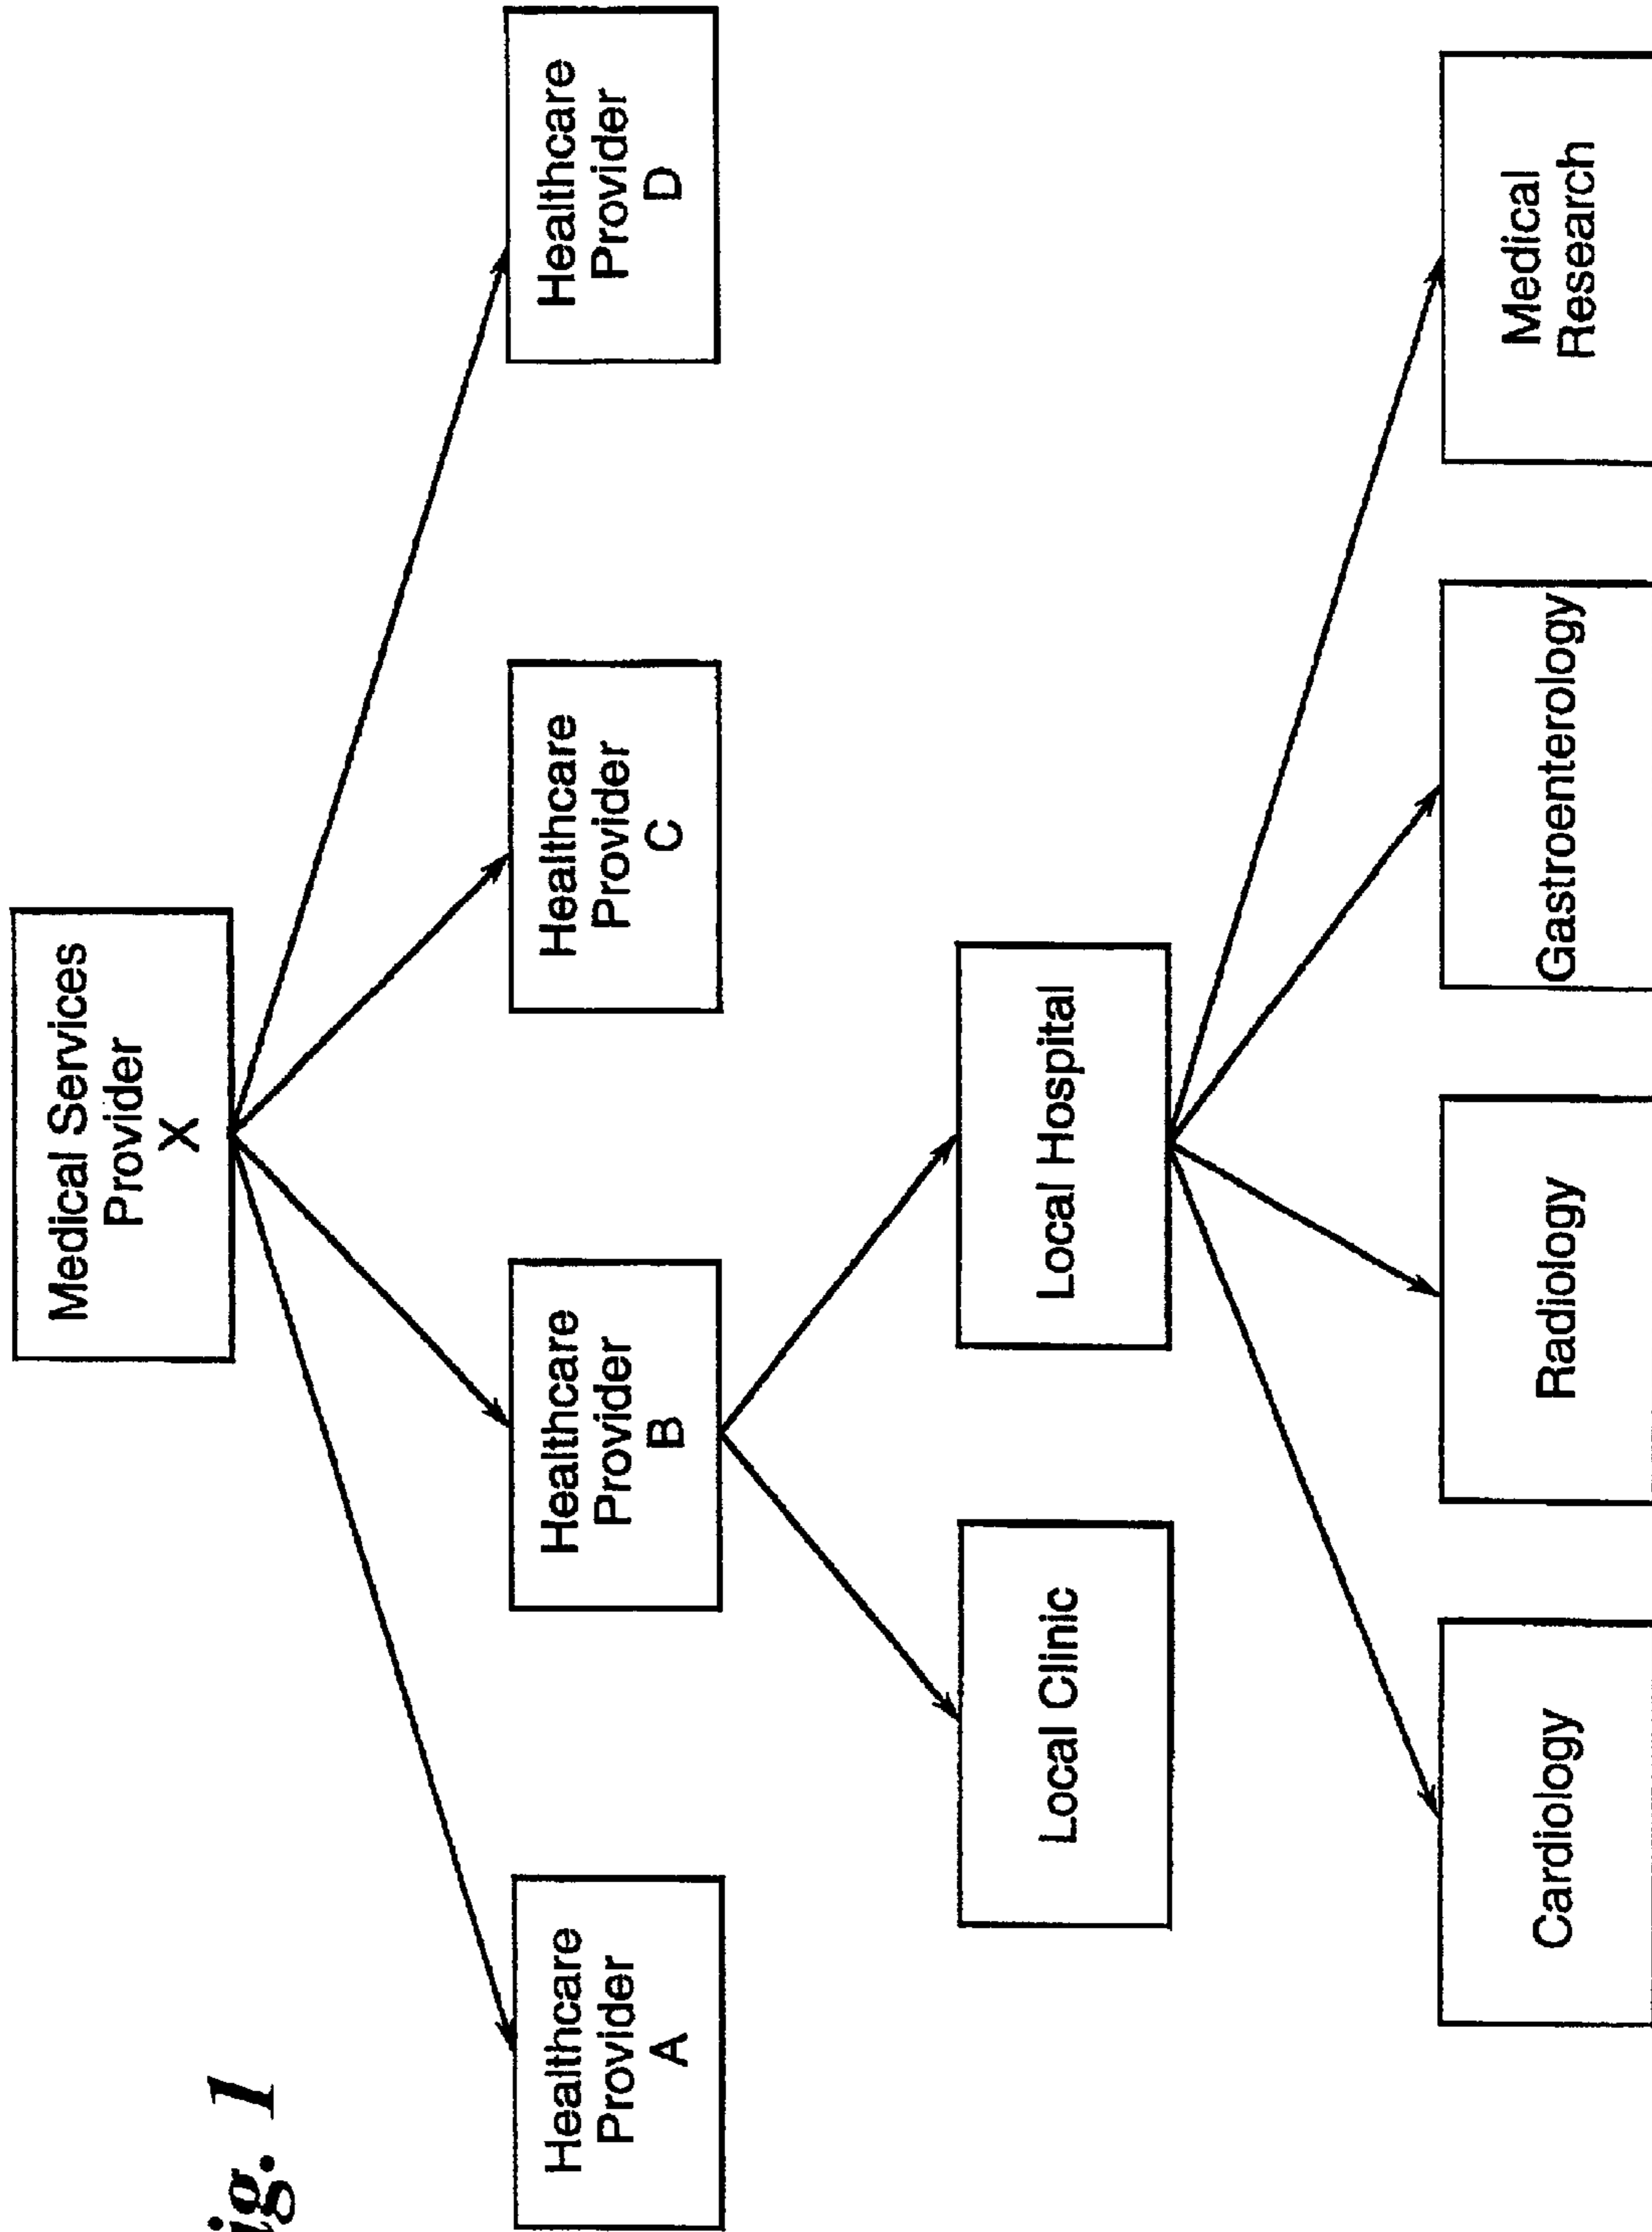 Medical Services
Provider
X
Healthcare
Provider
A
Healthcare
Provider
B
Healthcare
Provider
C
Healthcare
Provider
D
Local Clinic
Local Hospital
Cardiology
Radiology
Gastroenterology
Medical
Research
ig. 1